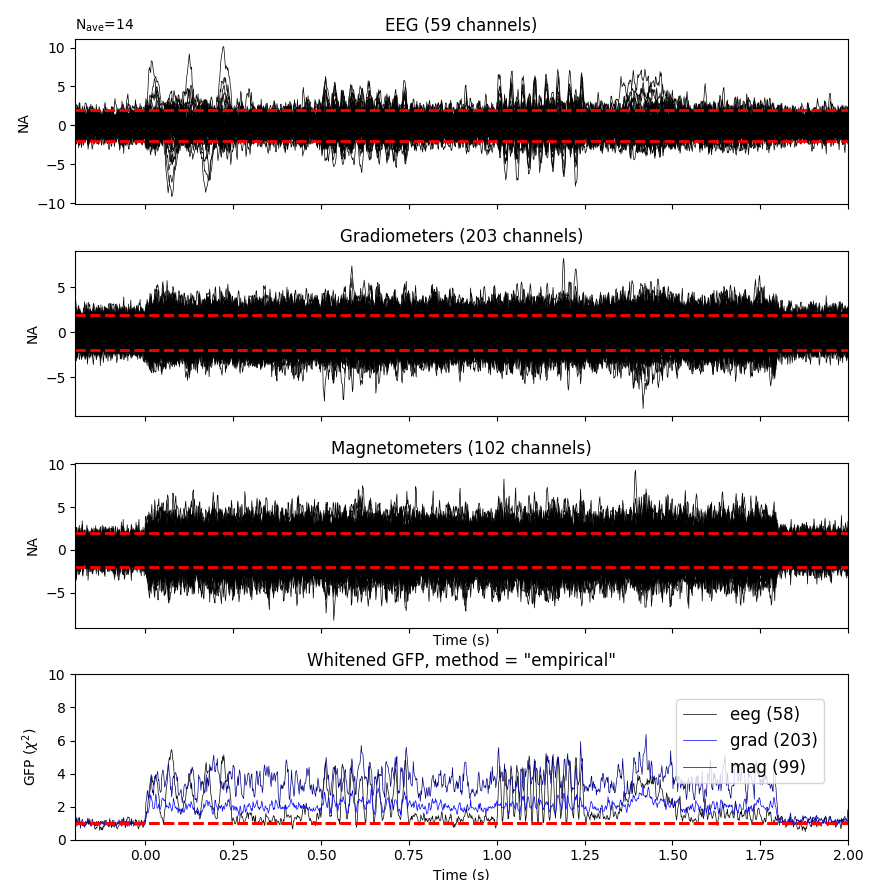 Nave=14
EEG (59 channels)
10
5
0
−5
−10
NA
Gradiometers (203 channels)
5
0
−5
NA
Magnetometers (102 channels)
10
5
0
−5
NA
Time (s)
Whitened GFP, method = "empirical"
10
8
6
4
2
0
GFP (χ²)
eeg (58)
grad (203)
mag (99)
0.00 0.25 0.50 0.75 1.00 1.25 1.50 1.75 2.00
Time (s)